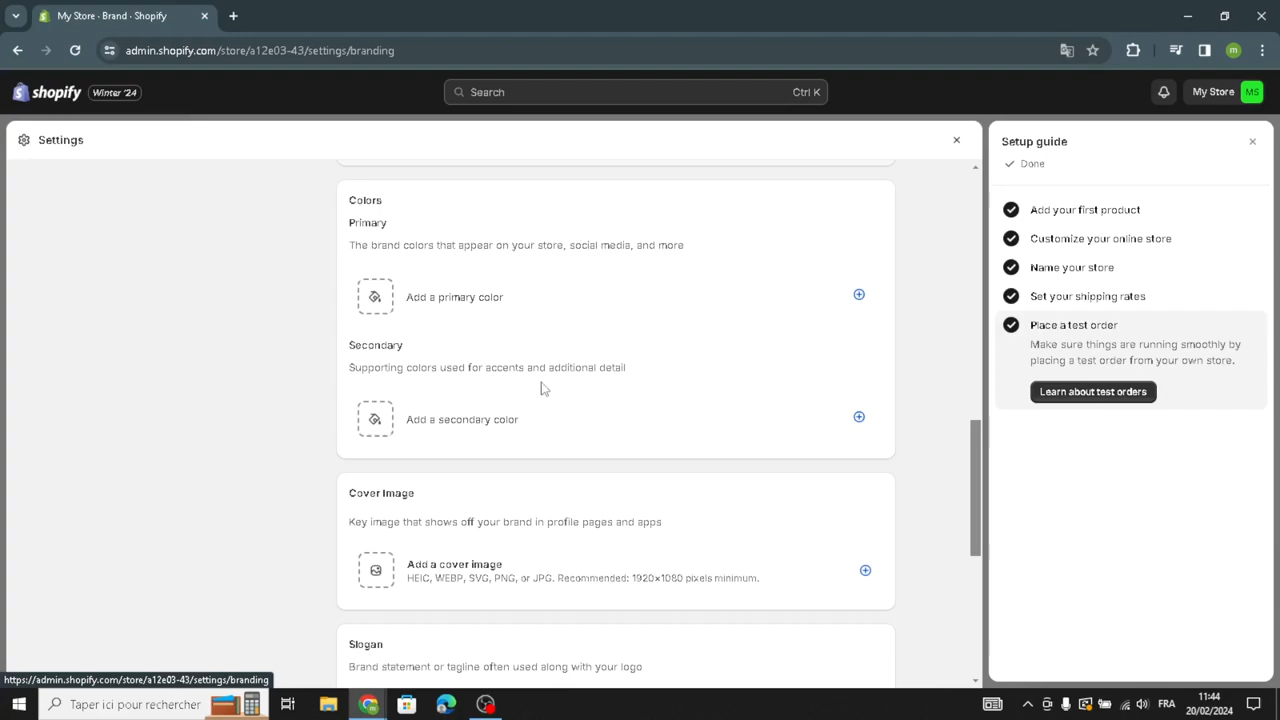 My Store · Brand · Shopify
admin.shopify.com/store/a12e03-43/settings/branding
m
shopify
Winter '24
Search
Ctrl K
My Store
MS
Settings
Colors
Primary
The brand colors that appear on your store, social media, and more
Add a primary color
Secondary
Supporting colors used for accents and additional detail
Add a secondary color
Cover Image
Key image that shows off your brand in profile pages and apps
Add a cover image
HEIC, WEBP, SVG, PNG, or JPG. Recommended: 1920×1080 pixels minimum.
Slogan
Brand statement or tagline often used along with your logo
Setup guide
Done
Add your first product
Customize your online store
Name your store
Set your shipping rates
Place a test order
Make sure things are running smoothly by
placing a test order from your own store.
Learn about test orders
https://admin.shopify.com/store/a12e03-43/settings/branding
Taper ici pour rechercher
FRA
11:44
20/02/2024